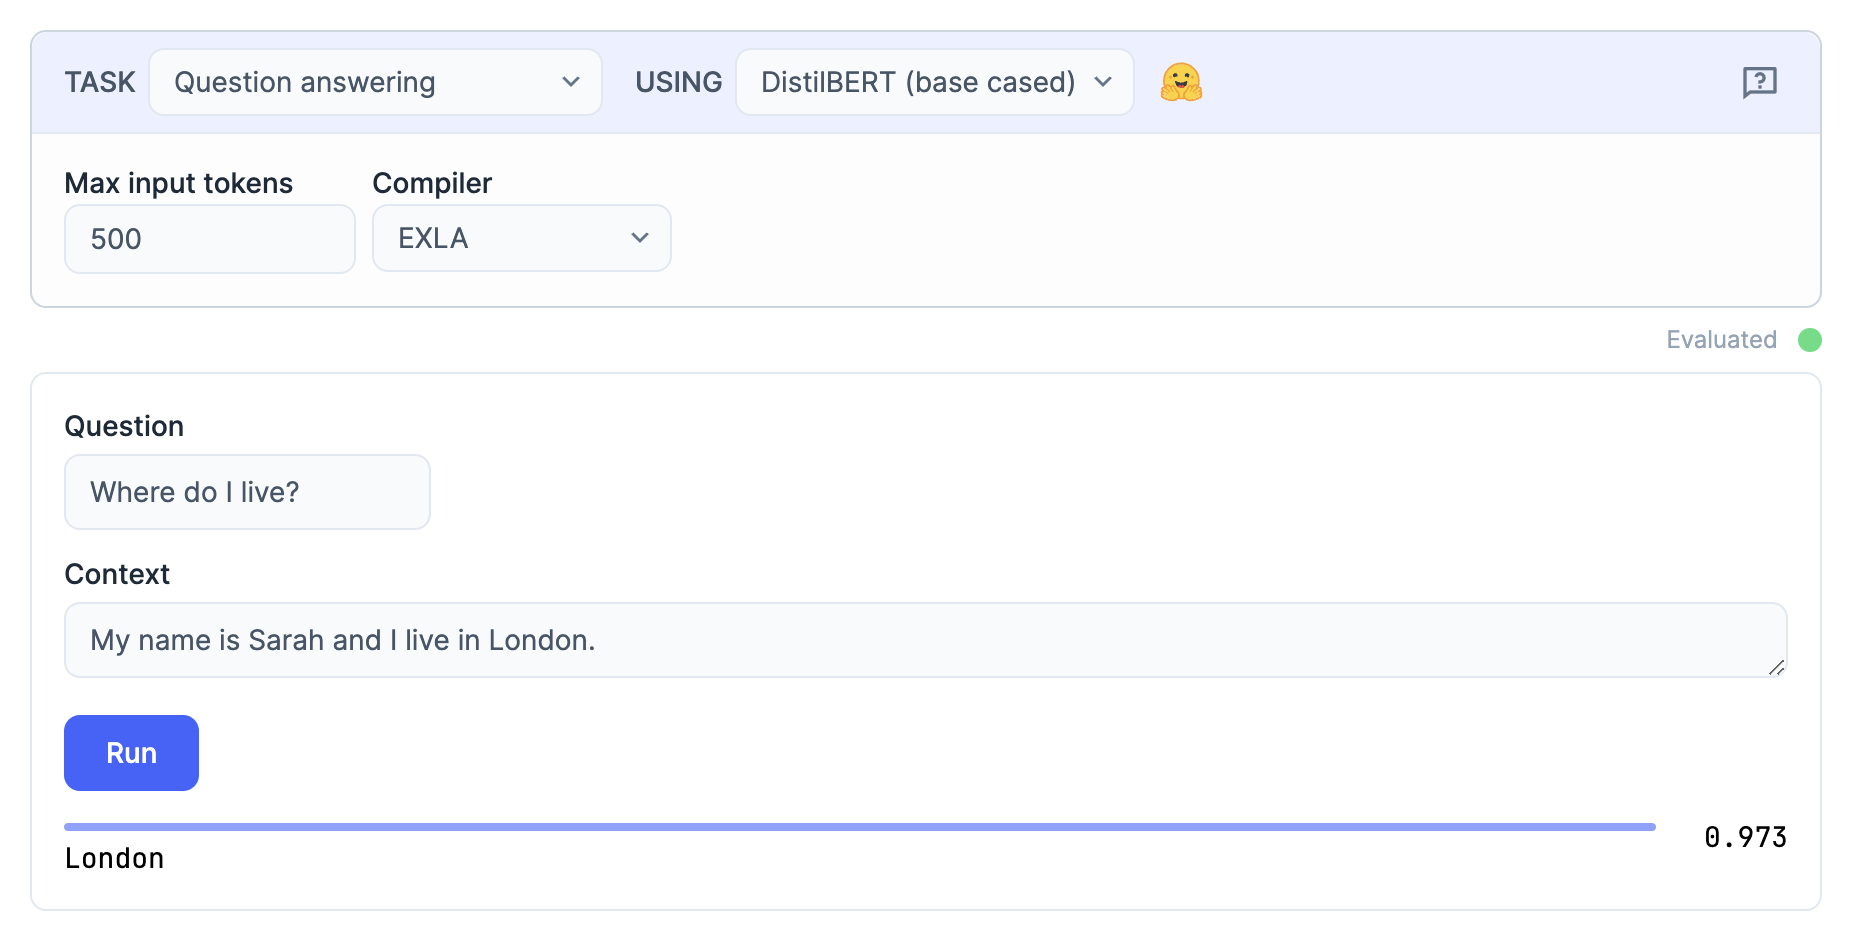 TASK Question answering USING DistilBERT (base cased)
Max input tokens Compiler
500 EXLA
Evaluated
Question
Where do I live?
Context
My name is Sarah and I live in London.
Run
0.973
London